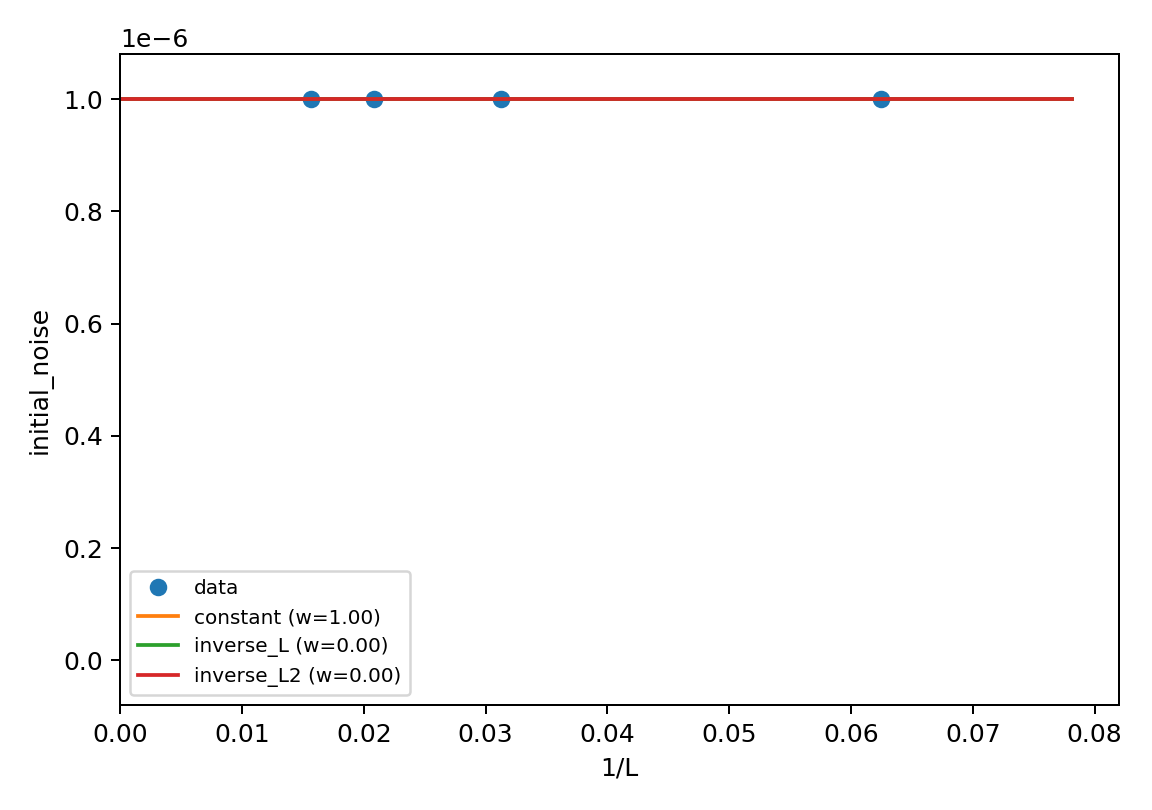 1e−6
1.0
0.8
0.6
0.4
0.2
0.0
initial_noise
data
constant (w=1.00)
inverse_L (w=0.00)
inverse_L2 (w=0.00)
0.00 0.01 0.02 0.03 0.04 0.05 0.06 0.07 0.08
1/L